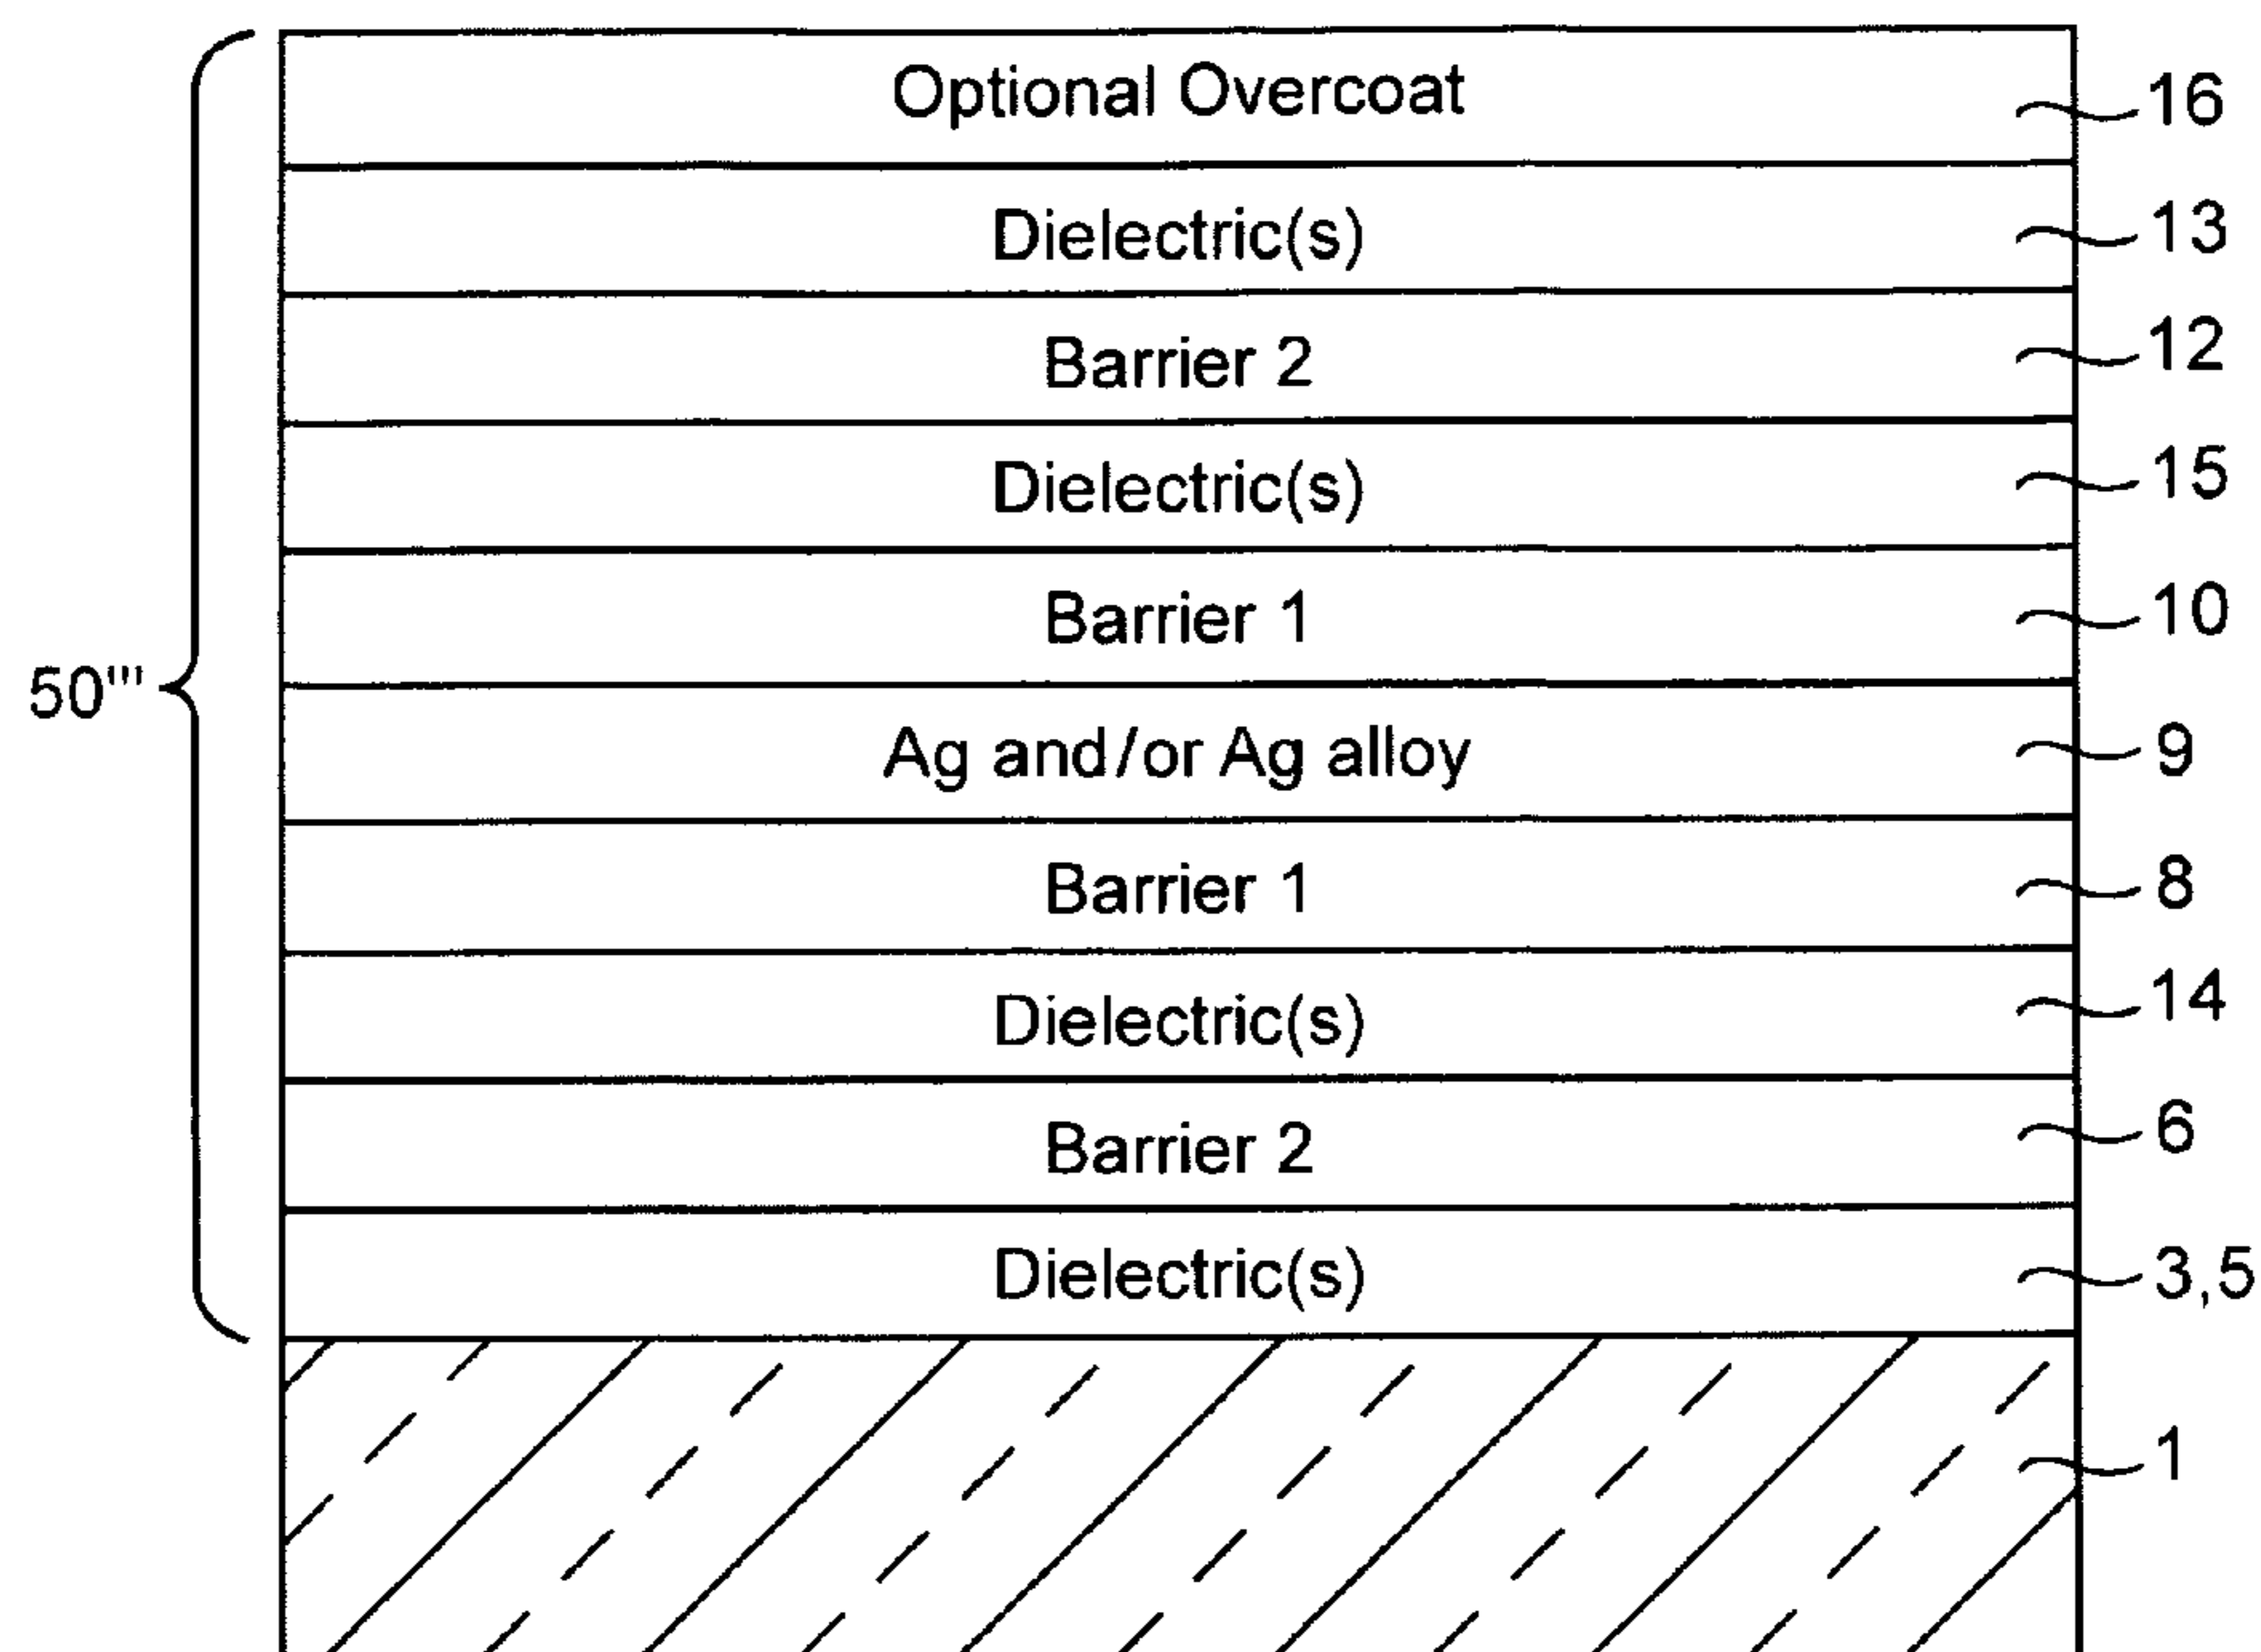 Optional Overcoat 16
Dielectric(s) 13
Barrier 2 12
Dielectric(s) 15
Barrier 1 10
50'''
Ag and/or Ag alloy 9
Barrier 1 8
Dielectric(s) 14
Barrier 2 6
Dielectric(s) 3,5
1